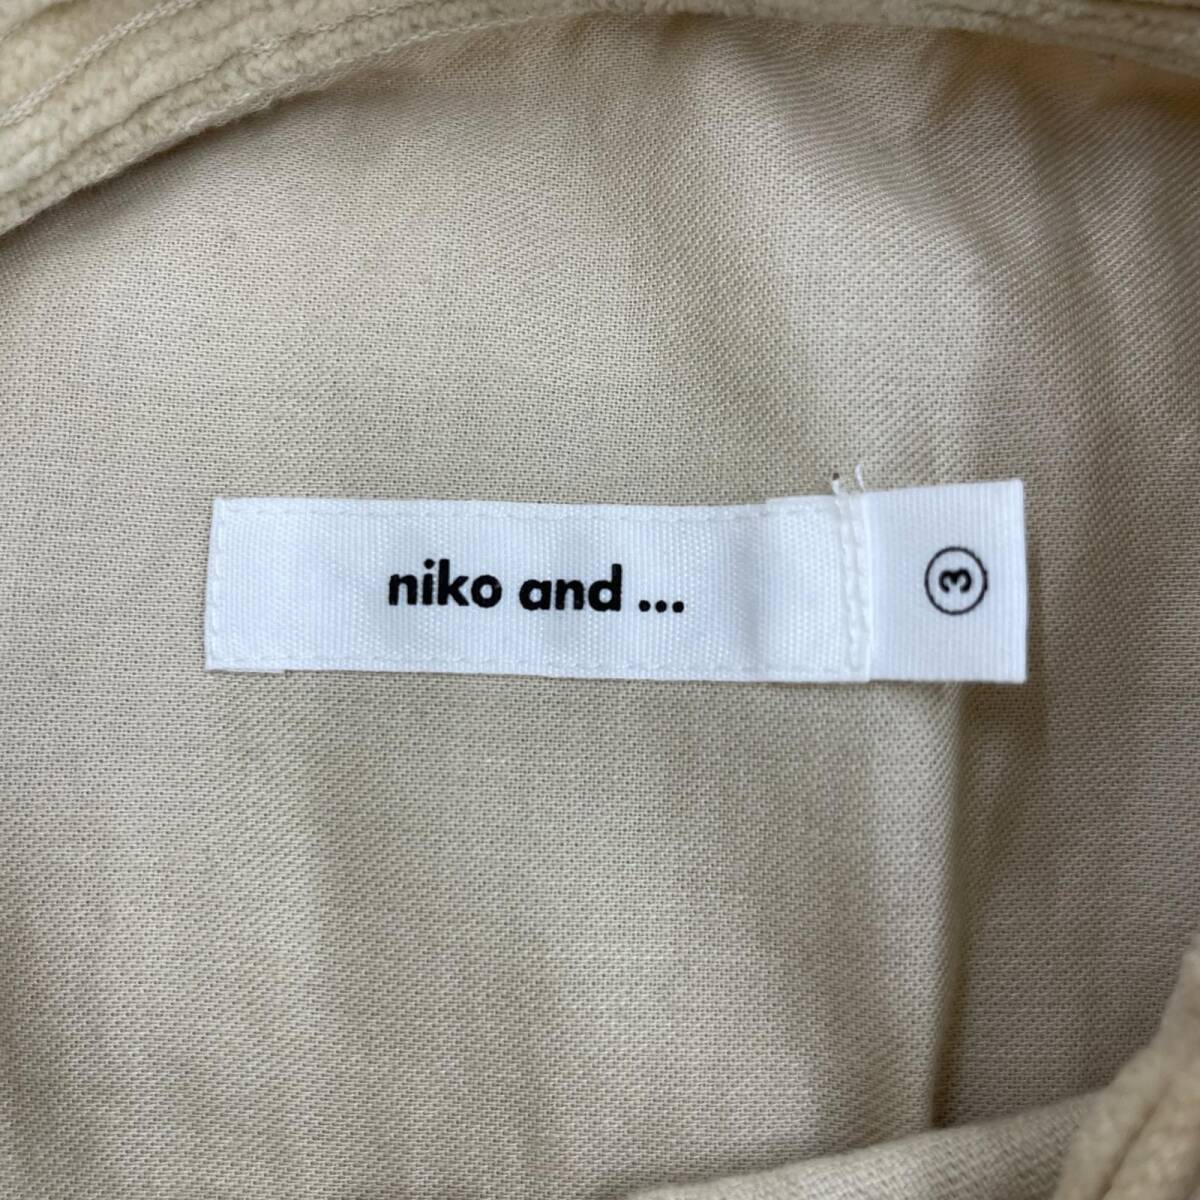 niko and ...
3